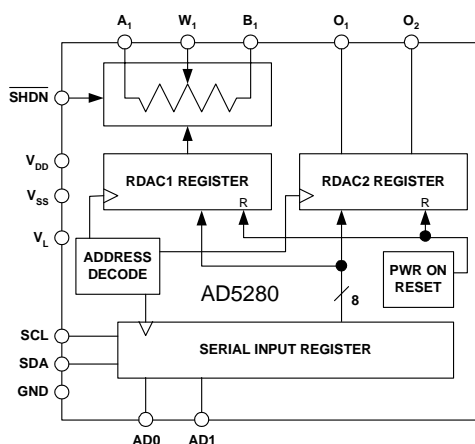 A1 W1 B1 O1 O2
SHDN
VDD
RDAC1 REGISTER RDAC2 REGISTER
VSS
R R
VL
ADDRESS DECODE
PWR ON RESET
AD5280
8
SCL
SERIAL INPUT REGISTER
SDA
GND
AD0 AD1